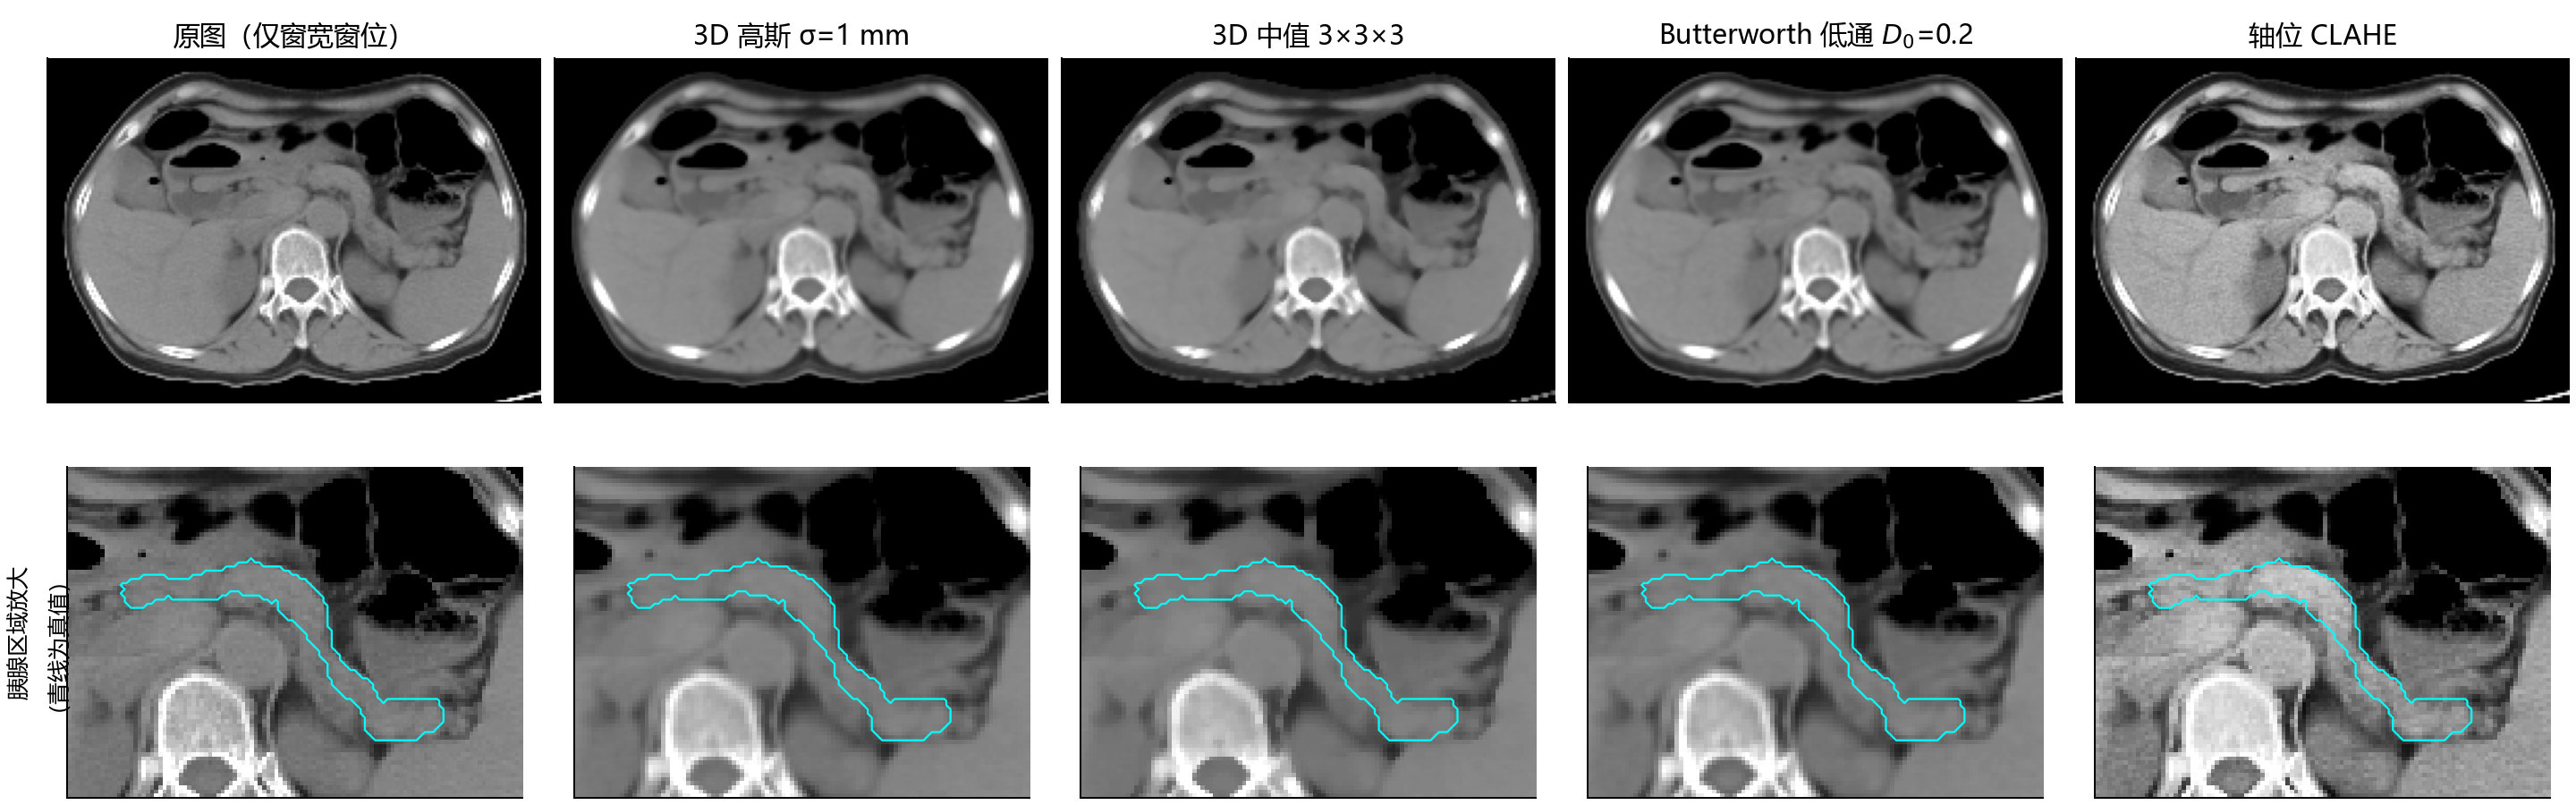 原图（仅窗宽窗位）
3D 高斯 σ=1 mm
3D 中值 3×3×3
Butterworth 低通 D₀=0.2
轴位 CLAHE
胰腺区域放大
(青线为真值)